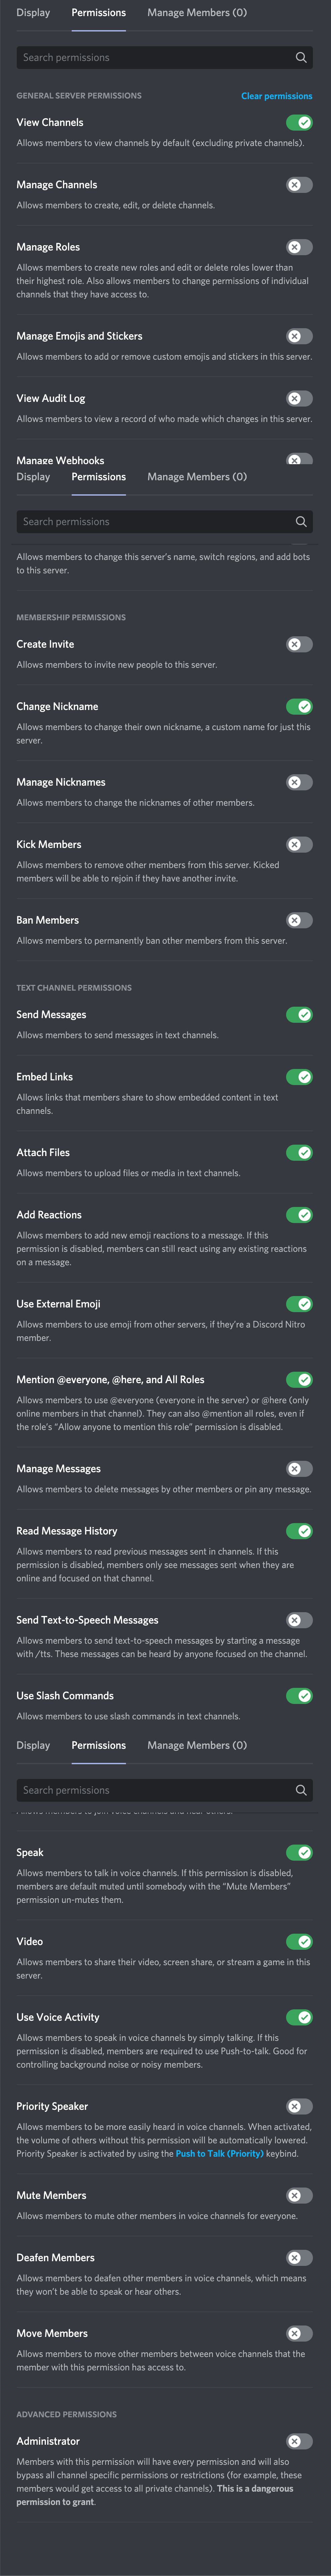 Display Permissions Manage Members (0)
Search permissions
GENERAL SERVER PERMISSIONS Clear permissions
View Channels
Allows members to view channels by default (excluding private channels).
Manage Channels
Allows members to create, edit, or delete channels.
Manage Roles
Allows members to create new roles and edit or delete roles lower than
their highest role. Also allows members to change permissions of individual
channels that they have access to.
Manage Emojis and Stickers
Allows members to add or remove custom emojis and stickers in this server.
View Audit Log
Allows members to view a record of who made which changes in this server.
Manage Webhooks
Display Permissions Manage Members (0)
Search permissions
Allows members to change this server's name, switch regions, and add bots
to this server.
MEMBERSHIP PERMISSIONS
Create Invite
Allows members to invite new people to this server.
Change Nickname
Allows members to change their own nickname, a custom name for just this
server.
Manage Nicknames
Allows members to change the nicknames of other members.
Kick Members
Allows members to remove other members from this server. Kicked
members will be able to rejoin if they have another invite.
Ban Members
Allows members to permanently ban other members from this server.
TEXT CHANNEL PERMISSIONS
Send Messages
Allows members to send messages in text channels.
Embed Links
Allows links that members share to show embedded content in text
channels.
Attach Files
Allows members to upload files or media in text channels.
Add Reactions
Allows members to add new emoji reactions to a message. If this
permission is disabled, members can still react using any existing reactions
on a message.
Use External Emoji
Allows members to use emoji from other servers, if they're a Discord Nitro
member.
Mention @everyone, @here, and All Roles
Allows members to use @everyone (everyone in the server) or @here (only
online members in that channel). They can also @mention all roles, even if
the role's "Allow anyone to mention this role" permission is disabled.
Manage Messages
Allows members to delete messages by other members or pin any message.
Read Message History
Allows members to read previous messages sent in channels. If this
permission is disabled, members only see messages sent when they are
online and focused on that channel.
Send Text-to-Speech Messages
Allows members to send text-to-speech messages by starting a message
with /tts. These messages can be heard by anyone focused on the channel.
Use Slash Commands
Allows members to use slash commands in text channels.
Display Permissions Manage Members (0)
Search permissions
Speak
Allows members to talk in voice channels. If this permission is disabled,
members are default muted until somebody with the "Mute Members"
permission un-mutes them.
Video
Allows members to share their video, screen share, or stream a game in this
server.
Use Voice Activity
Allows members to speak in voice channels by simply talking. If this
permission is disabled, members are required to use Push-to-talk. Good for
controlling background noise or noisy members.
Priority Speaker
Allows members to be more easily heard in voice channels. When activated,
the volume of others without this permission will be automatically lowered.
Priority Speaker is activated by using the Push to Talk (Priority) keybind.
Mute Members
Allows members to mute other members in voice channels for everyone.
Deafen Members
Allows members to deafen other members in voice channels, which means
they won't be able to speak or hear others.
Move Members
Allows members to move other members between voice channels that the
member with this permission has access to.
ADVANCED PERMISSIONS
Administrator
Members with this permission will have every permission and will also
bypass all channel specific permissions or restrictions (for example, these
members would get access to all private channels). This is a dangerous
permission to grant.